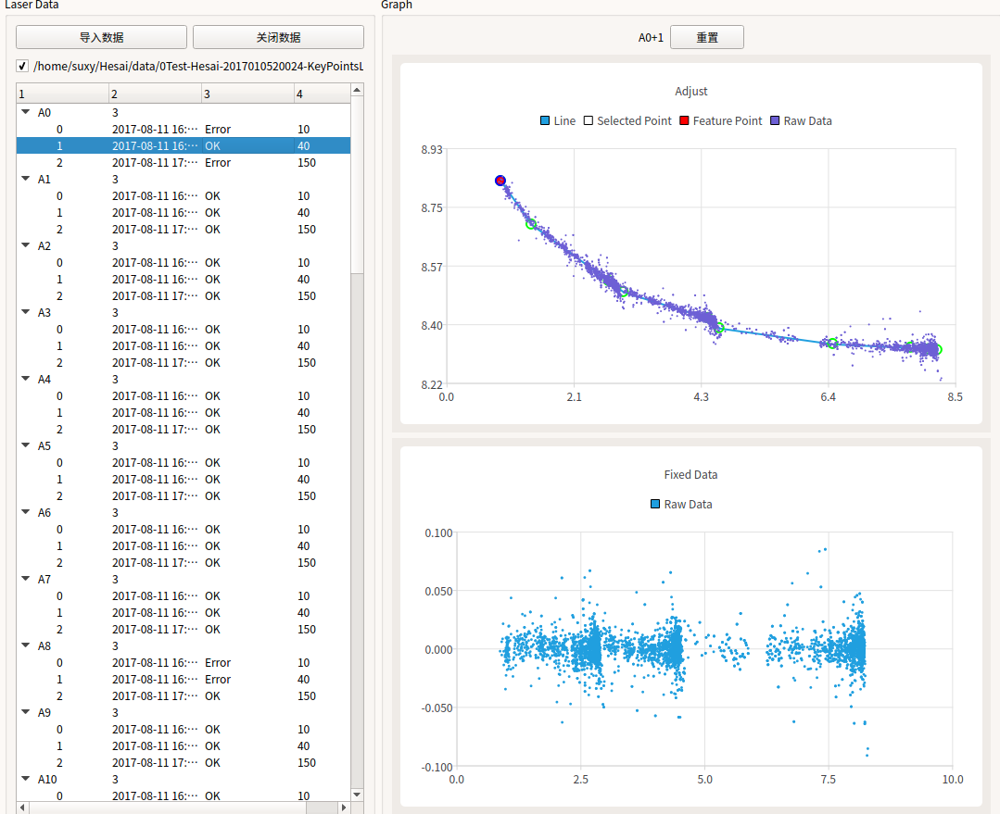 Laser Data
导入数据 关闭数据
/home/suxy/Hesai/data/0Test-Hesai-2017010520024-KeyPointsL
1 2 3 4
A0 3
0 2017-08-11 16:··· Error 10
1 2017-08-11 16:··· OK 40
2 2017-08-11 17:··· Error 150
A1 3
0 2017-08-11 16:··· OK 10
1 2017-08-11 16:··· OK 40
2 2017-08-11 17:··· OK 150
A2 3
0 2017-08-11 16:··· OK 10
1 2017-08-11 16:··· OK 40
2 2017-08-11 17:··· OK 150
A3 3
0 2017-08-11 16:··· OK 10
1 2017-08-11 16:··· OK 40
2 2017-08-11 17:··· OK 150
A4 3
0 2017-08-11 16:··· OK 10
1 2017-08-11 16:··· OK 40
2 2017-08-11 17:··· OK 150
A5 3
0 2017-08-11 16:··· OK 10
1 2017-08-11 16:··· OK 40
2 2017-08-11 17:··· OK 150
A6 3
0 2017-08-11 16:··· OK 10
1 2017-08-11 16:··· OK 40
2 2017-08-11 17:··· OK 150
A7 3
0 2017-08-11 16:··· OK 10
1 2017-08-11 16:··· OK 40
2 2017-08-11 17:··· OK 150
A8 3
0 2017-08-11 16:··· Error 10
1 2017-08-11 16:··· Error 40
2 2017-08-11 17:··· OK 150
A9 3
0 2017-08-11 16:··· OK 10
1 2017-08-11 16:··· OK 40
2 2017-08-11 17:··· OK 150
A10 3
0 2017-08-11 16:··· OK 10
Graph
A0+1 重置
Adjust
Line Selected Point Feature Point Raw Data
8.93
8.75
8.57
8.40
8.22
0.0 2.1 4.3 6.4 8.5
Fixed Data
Raw Data
0.100
0.050
0.000
-0.050
-0.100
0.0 2.5 5.0 7.5 10.0